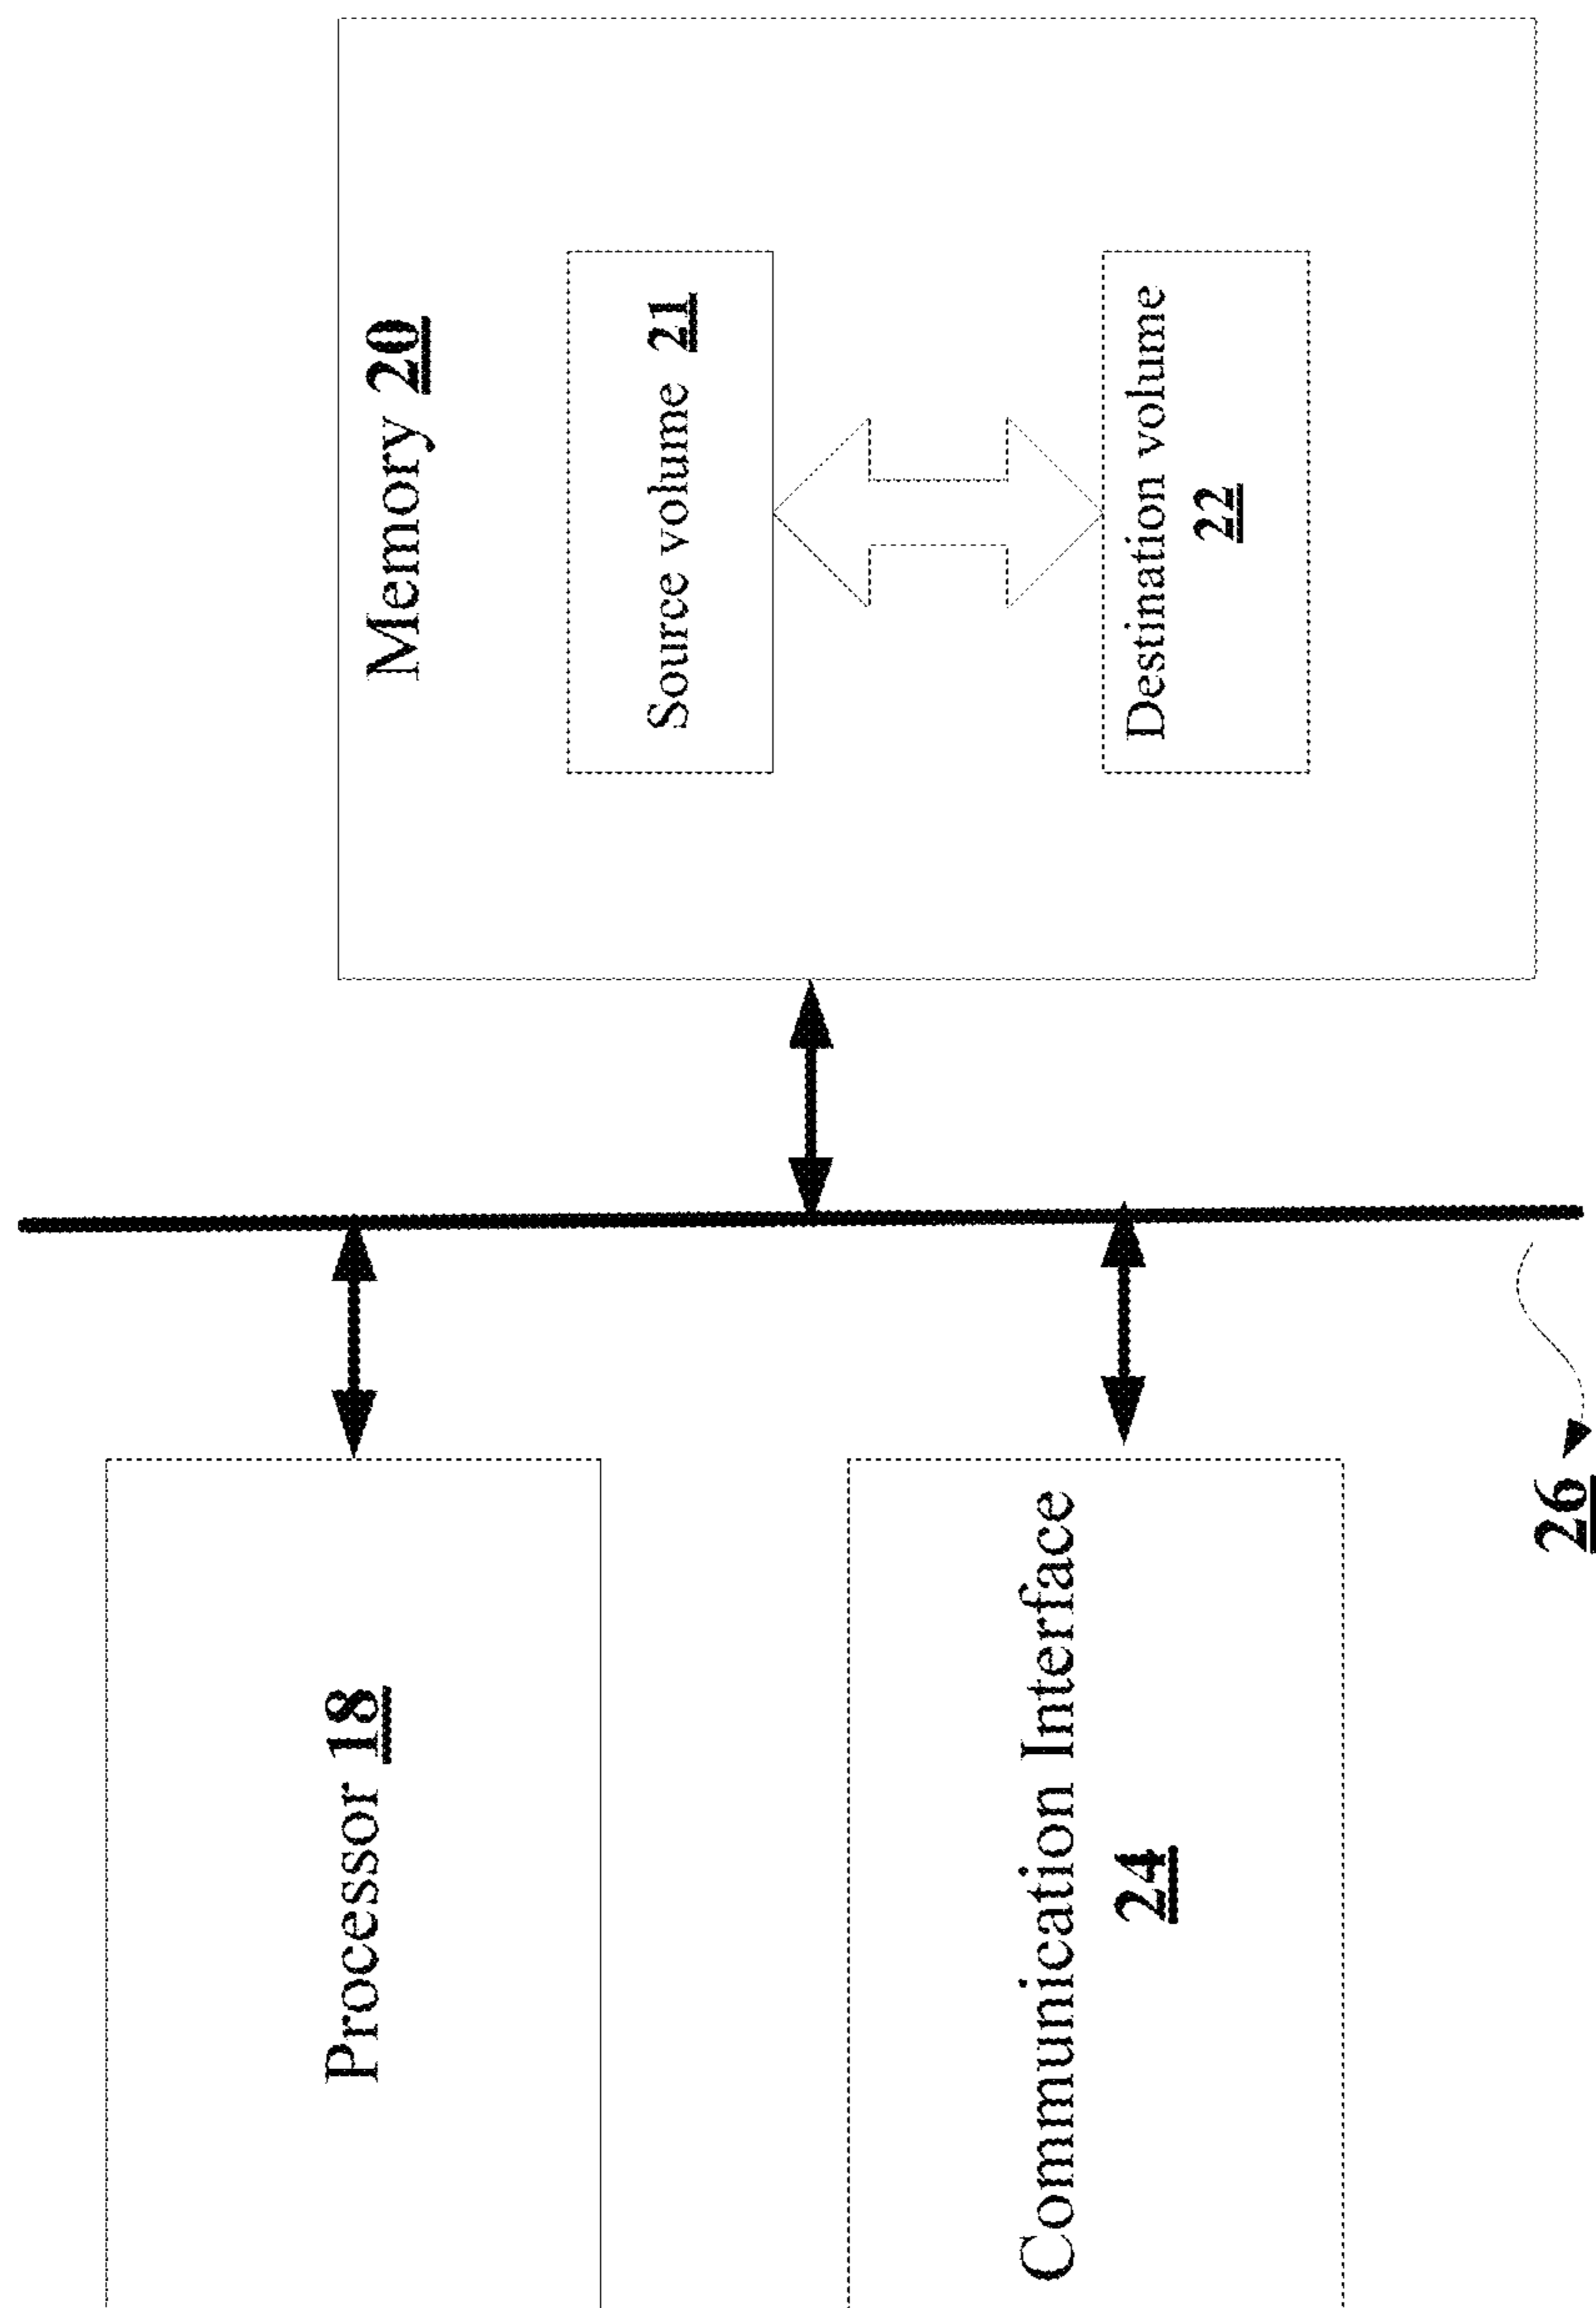 Memory 20
Source volume 21
Destination volume
22
Processor 18
Communication Interface
24
26